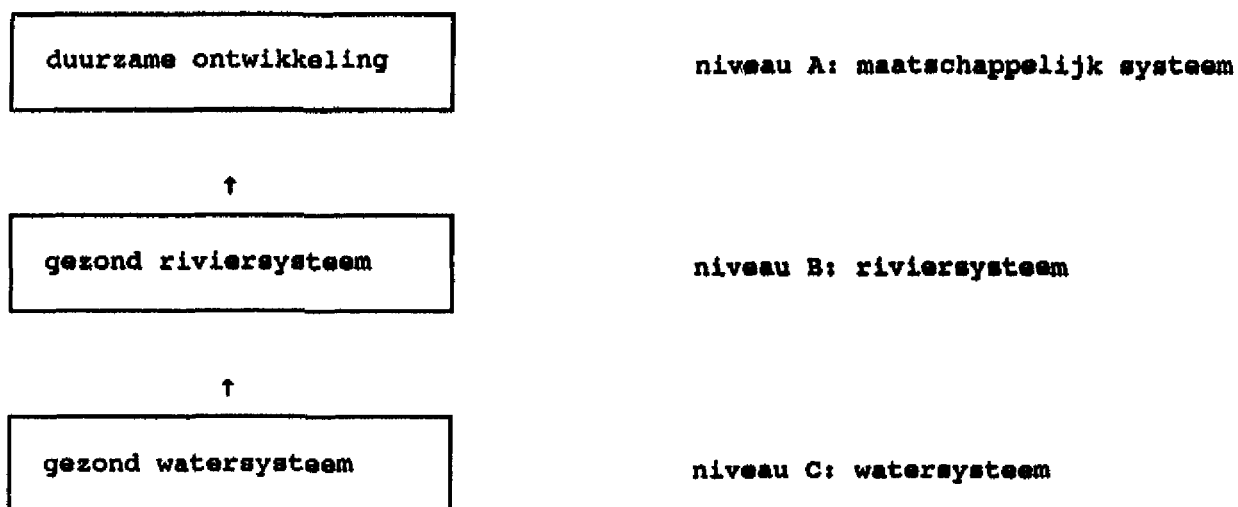 duurzame ontwikkeling niveau A: maatschappelijk systeem
↑
gezond riviersysteem niveau B: riviersysteem
↑
gezond watersysteem niveau C: watersysteem